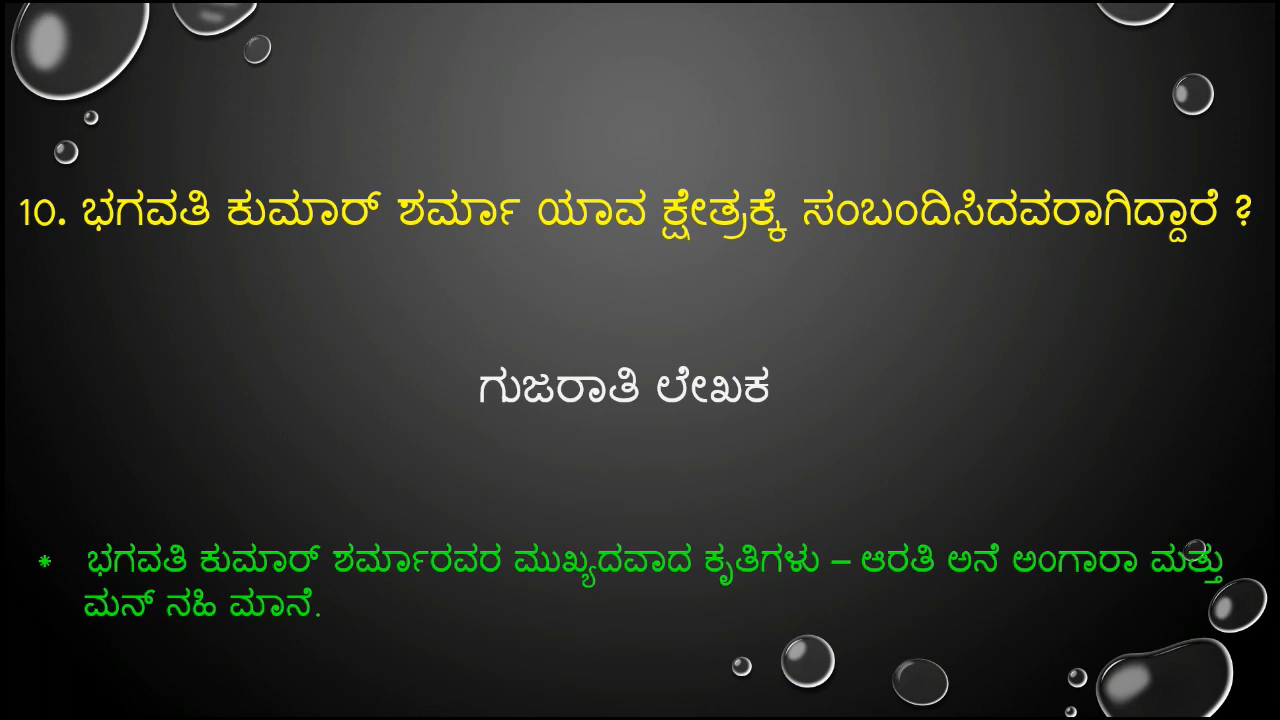 10. ಭಗವತಿ ಕುಮಾರ್ ಶರ್ಮಾ ಯಾವ ಕ್ಷೇತ್ರಕ್ಕೆ ಸಂಬಂದಿಸಿದವರಾಗಿದ್ದಾರೆ ?
ಗುಜರಾತಿ ಲೇಖಕ
* ಭಗವತಿ ಕುಮಾರ್ ಶರ್ಮಾರವರ ಮುಖ್ಯದವಾದ ಕೃತಿಗಳು – ಆರತಿ ಅನೆ ಅಂಗಾರಾ ಮತ್ತು
ಮನ್ ನಹಿ ಮಾನೆ.